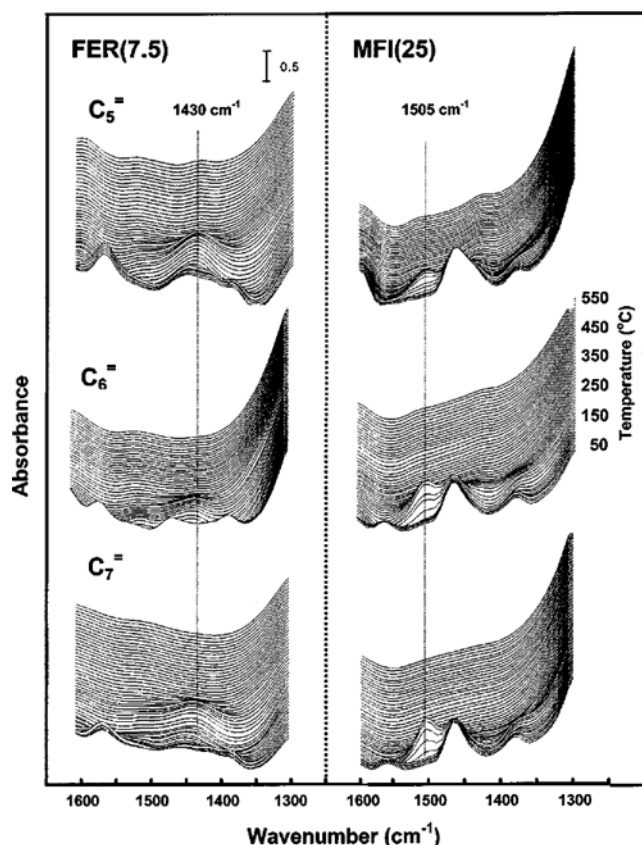 FER(7.5)
0.5
MFI(25)
C5=
1430 cm-1
1505 cm-1
C6=
C7=
550
450
350
250
150
50
Temperature (°C)
Absorbance
1600 1500 1400 1300 1600 1500 1400 1300
Wavenumber (cm-1)